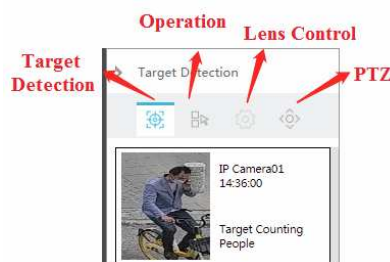 Operation
Lens Control
Target
Detection
Target Detection
PTZ
IP Camera01
14:36:00
Target Counting
People